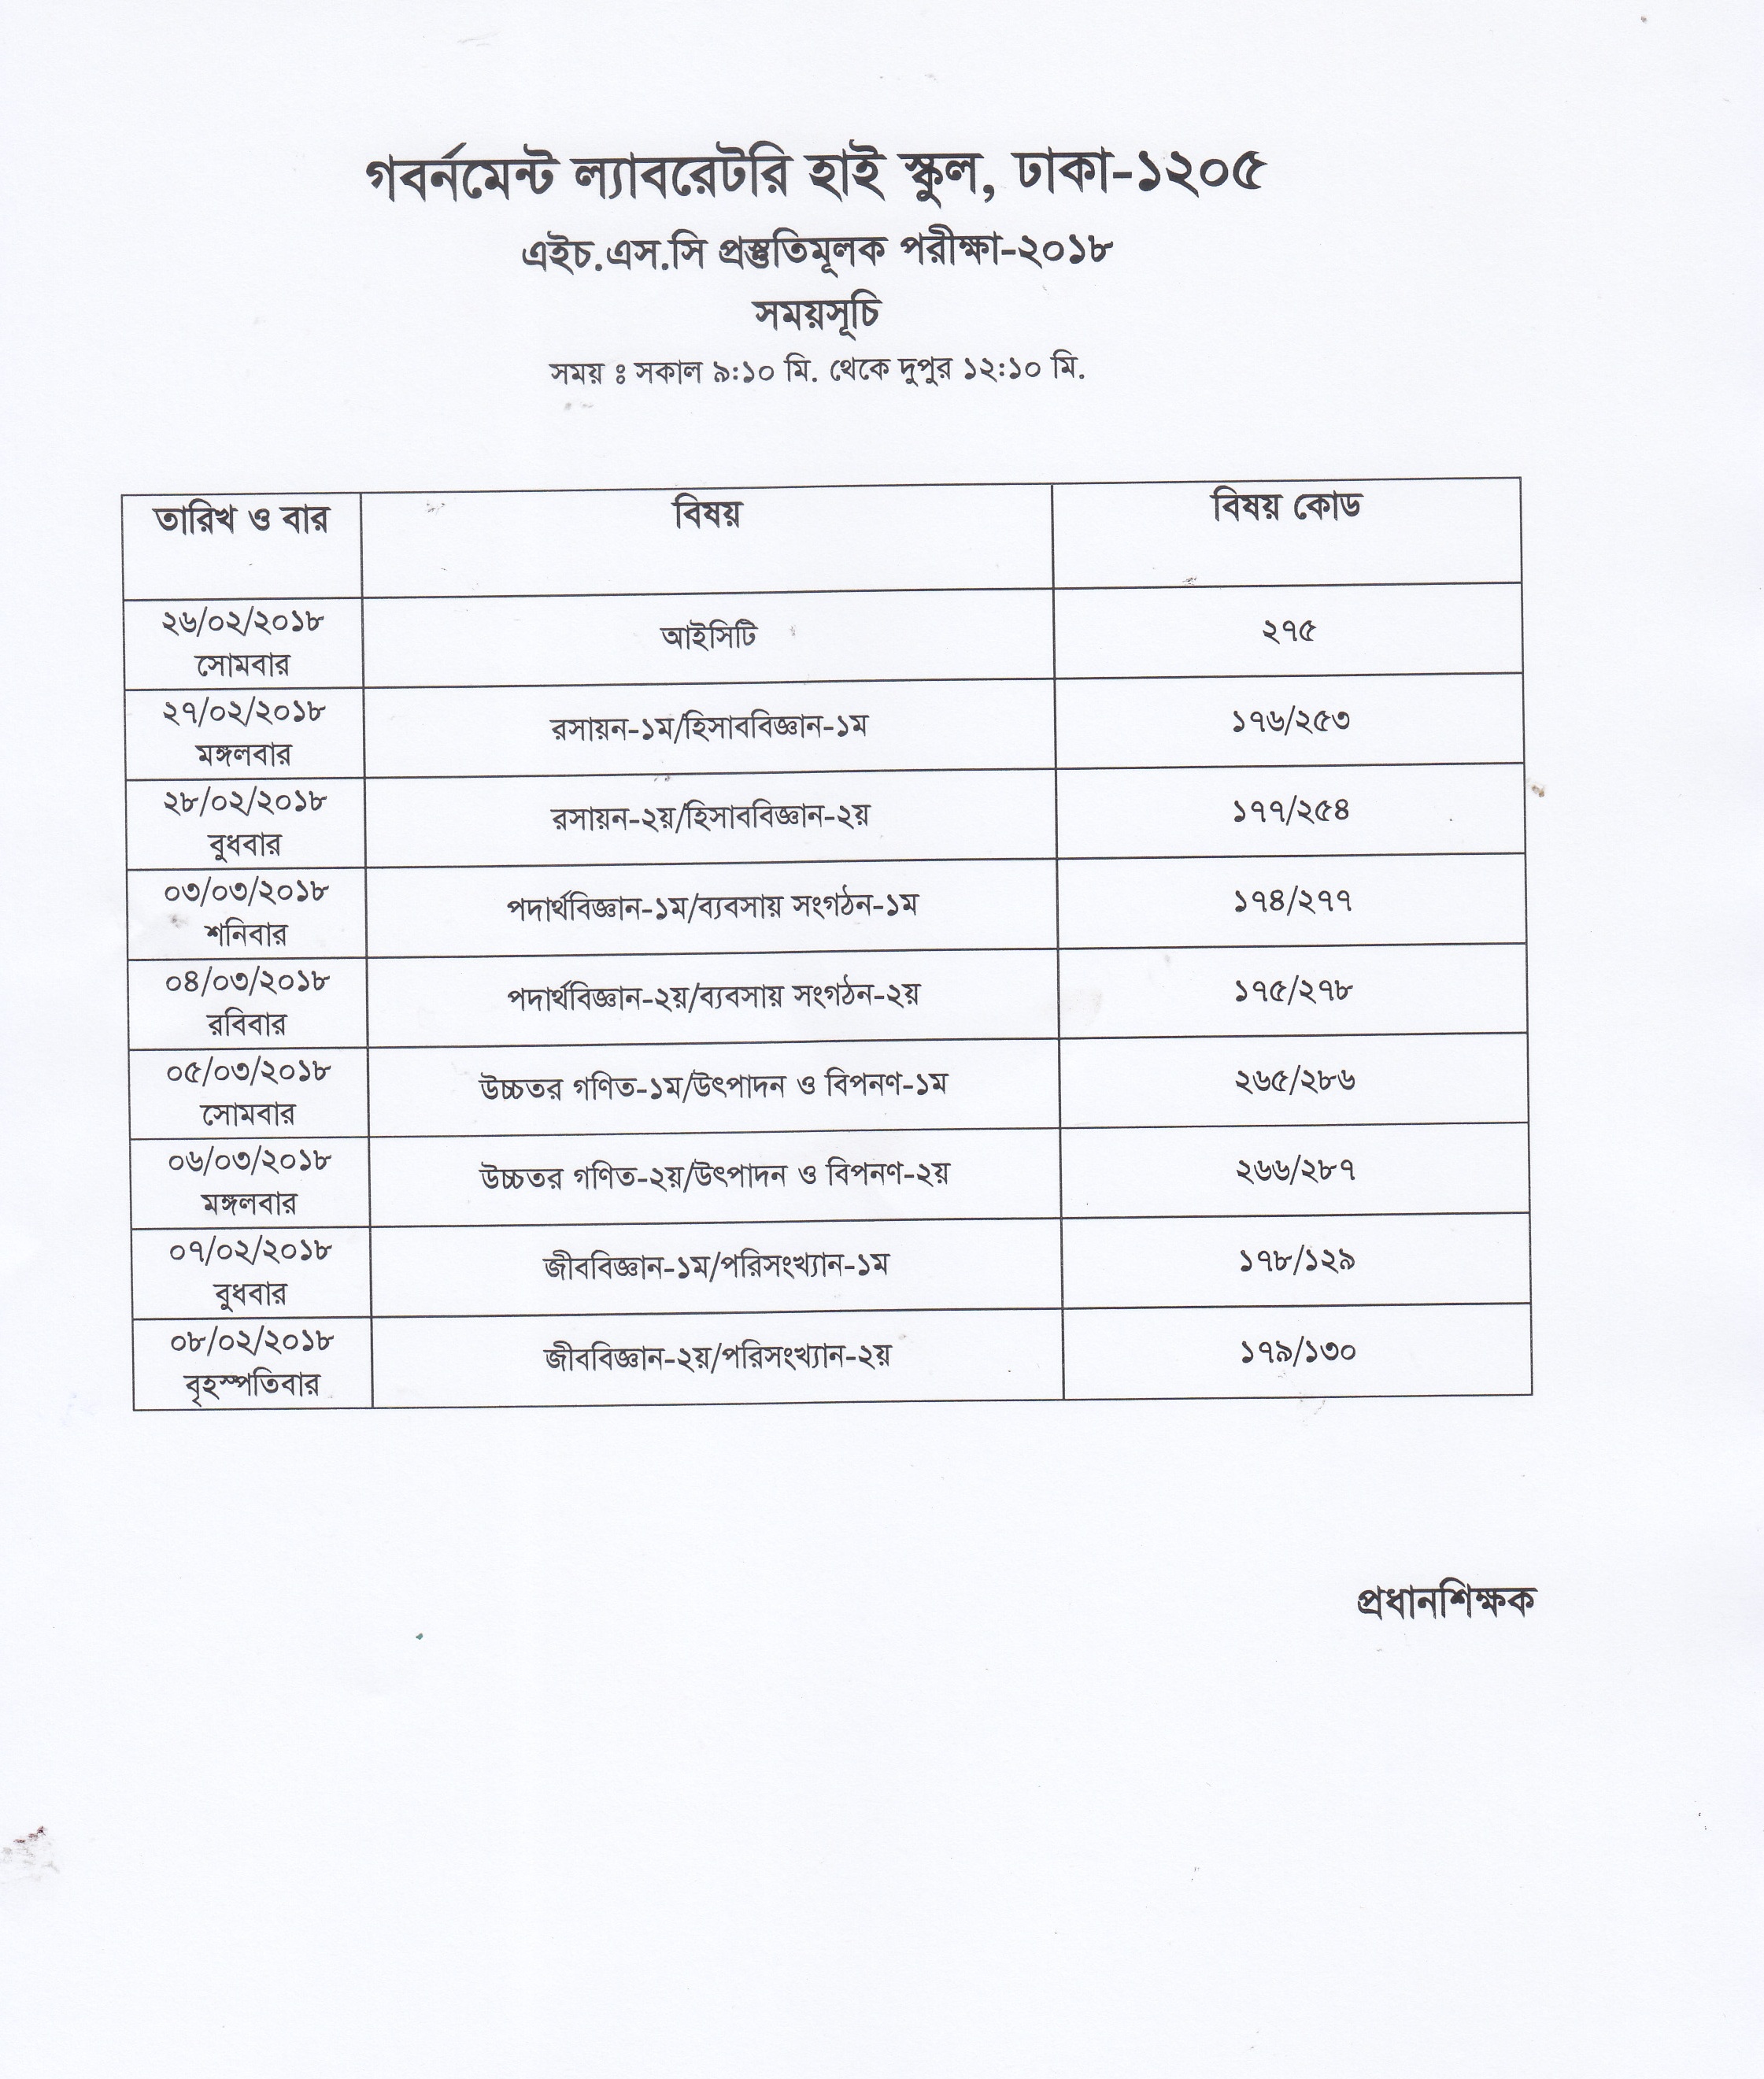 গবর্নমেন্ট ল্যাবরেটরি হাই স্কুল, ঢাকা-১২০৫
এইচ.এস.সি প্রস্তুতিমূলক পরীক্ষা-২০১৮
সময়সূচি
সময় ঃ সকাল ৯:১০ মি. থেকে দুপুর ১২:১০ মি.
তারিখ ও বার বিষয় বিষয় কোড
২৬/০২/২০১৮
সোমবার
আইসিটি ২৭৫
২৭/০২/২০১৮
মঙ্গলবার
রসায়ন-১ম/হিসাববিজ্ঞান-১ম ১৭৬/২৫৩
২৮/০২/২০১৮
বুধবার
রসায়ন-২য়/হিসাববিজ্ঞান-২য় ১৭৭/২৫৪
০৩/০৩/২০১৮
শনিবার
পদার্থবিজ্ঞান-১ম/ব্যবসায় সংগঠন-১ম ১৭৪/২৭৭
০৪/০৩/২০১৮
রবিবার
পদার্থবিজ্ঞান-২য়/ব্যবসায় সংগঠন-২য় ১৭৫/২৭৮
০৫/০৩/২০১৮
সোমবার
উচ্চতর গণিত-১ম/উৎপাদন ও বিপনণ-১ম ২৬৫/২৮৬
০৬/০৩/২০১৮
মঙ্গলবার
উচ্চতর গণিত-২য়/উৎপাদন ও বিপনণ-২য় ২৬৬/২৮৭
০৭/০২/২০১৮
বুধবার
জীববিজ্ঞান-১ম/পরিসংখ্যান-১ম ১৭৮/১২৯
০৮/০২/২০১৮
বৃহস্পতিবার
জীববিজ্ঞান-২য়/পরিসংখ্যান-২য় ১৭৯/১৩০
প্রধানশিক্ষক